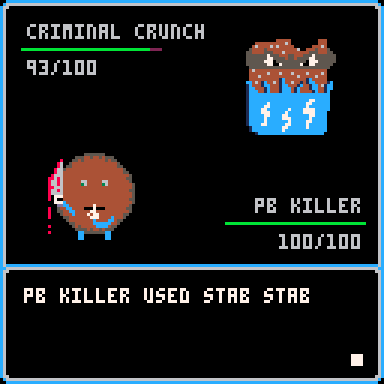 CRIMINAL CRUNCH
93/100
PB KILLER
100/100
PB KILLER USED STAB STAB